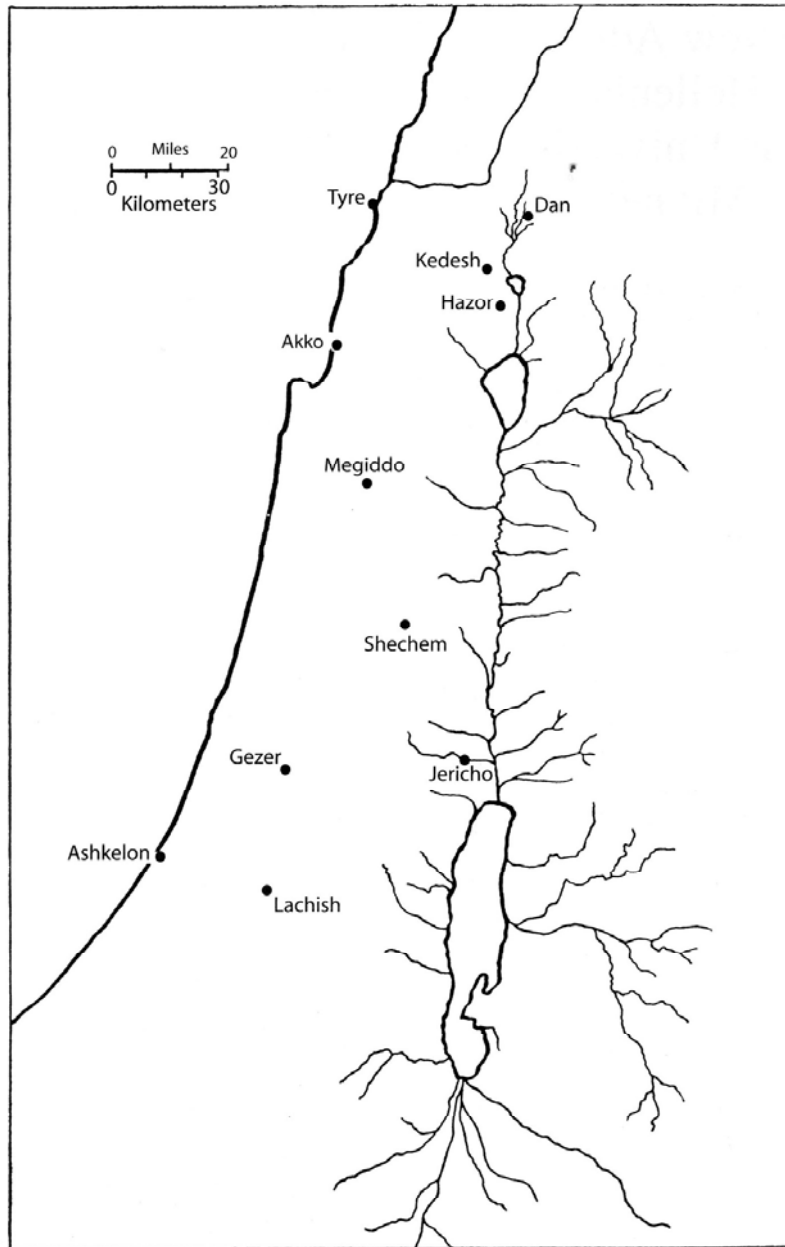 0 Miles 20
0 30
Kilometers
Tyre
Dan
Kedesh
Hazor
Akko
Megiddo
Shechem
Gezer
Jericho
Ashkelon
Lachish